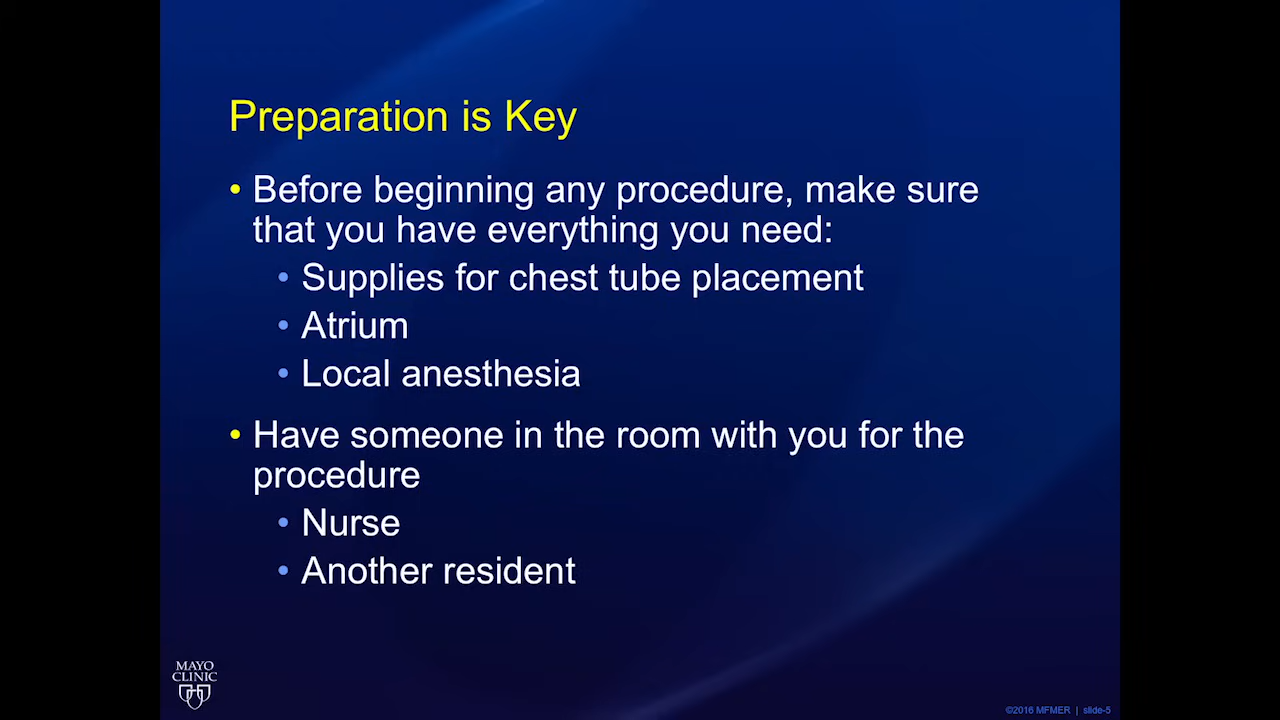 Preparation is Key
• Before beginning any procedure, make sure
that you have everything you need:
• Supplies for chest tube placement
• Atrium
• Local anesthesia
• Have someone in the room with you for the
procedure
• Nurse
• Another resident
MAYO
CLINIC
©2016 MFMER | slide-5